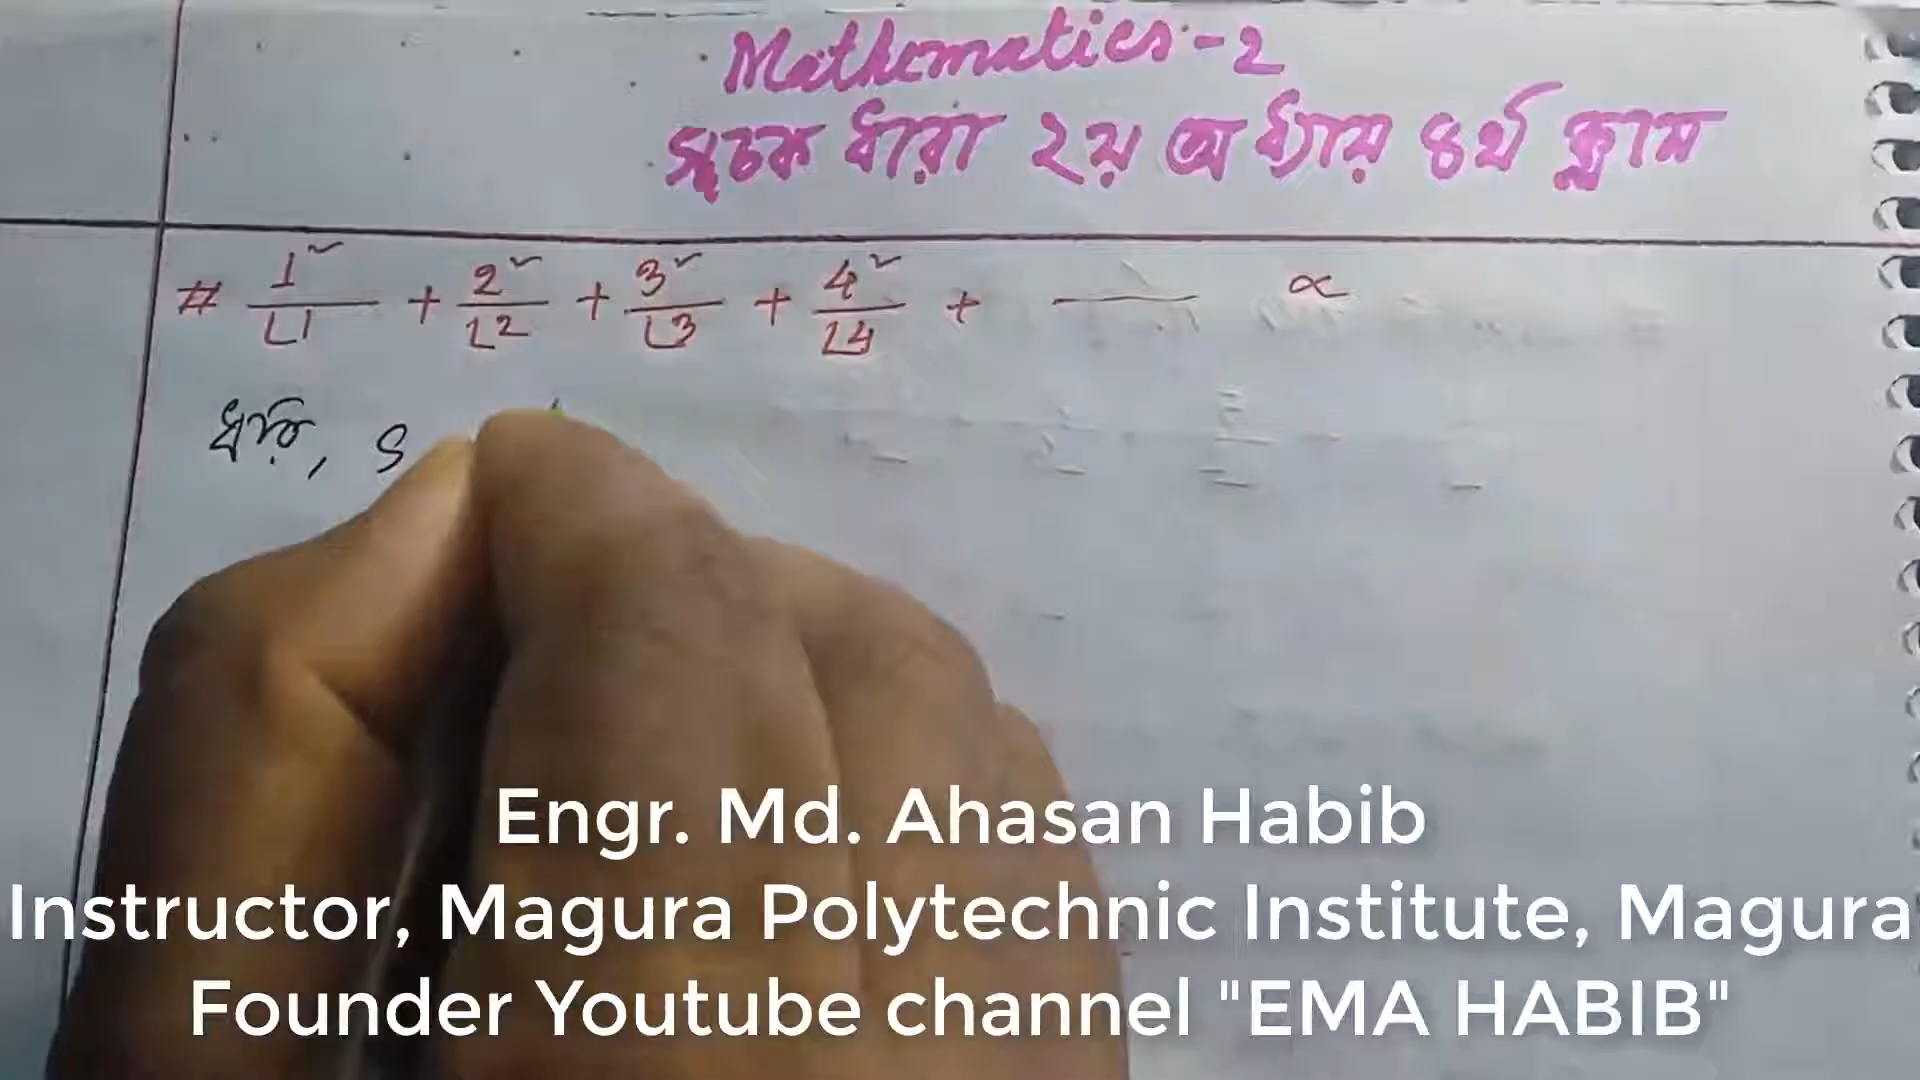 Mathematics-2
সূচক ধারা ২য় অধ্যায় ৪র্থ ক্লাস
# 1²/∟1 + 2²/∟2 + 3²/∟3 + 4²/∟4 + ——— ∝
ধরি, S
Engr. Md. Ahasan Habib
Instructor, Magura Polytechnic Institute, Magura
Founder Youtube channel "EMA HABIB"